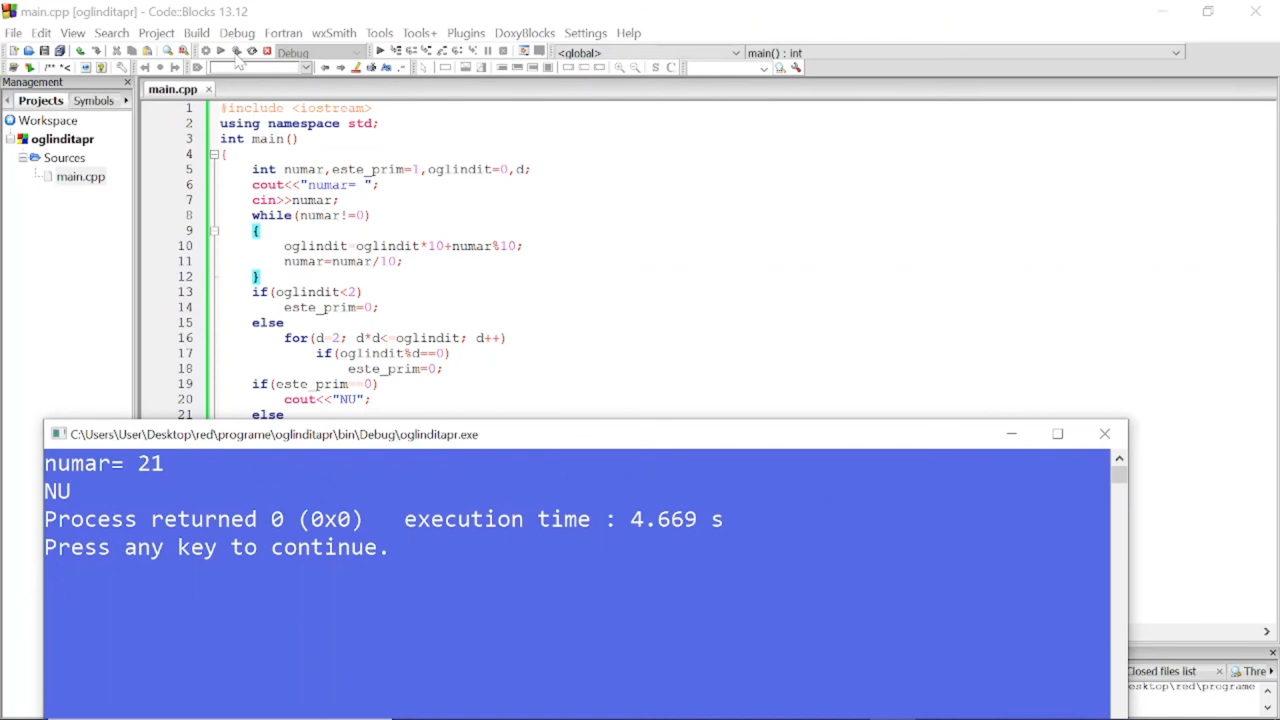 main.cpp [oglinditapr] - Code::Blocks 13.12
File Edit View Search Project Build Debug Fortran wxSmith Tools Tools+ Plugins DoxyBlocks Settings Help
Debug
<global>
main() : int
/** *<
S C
Management
Projects Symbols
Workspace
oglinditapr
Sources
main.cpp
main.cpp
1 #include <iostream>
2 using namespace std;
3 int main()
4 {
5 int numar,este_prim=1,oglindit=0,d;
6 cout<<"numar= ";
7 cin>>numar;
8 while(numar!=0)
9 {
10 oglindit=oglindit*10+numar%10;
11 numar=numar/10;
12 }
13 if(oglindit<2)
14 este_prim=0;
15 else
16 for(d=2; d*d<=oglindit; d++)
17 if(oglindit%d==0)
18 este_prim=0;
19 if(este_prim==0)
20 cout<<"NU";
21 else
C:\Users\User\Desktop\red\programe\oglinditapr\bin\Debug\oglinditapr.exe
numar= 21
NU
Process returned 0 (0x0) execution time : 4.669 s
Press any key to continue.
Closed files list
Thre
esktop\red\programe